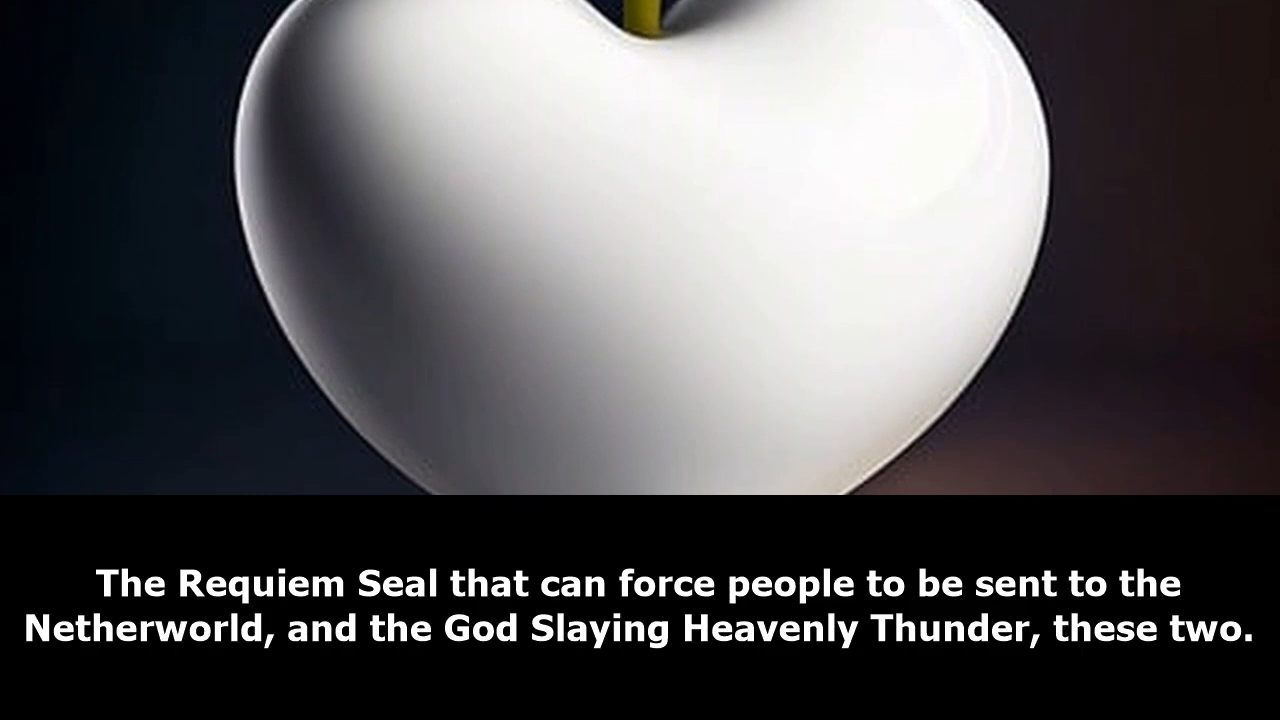 The Requiem Seal that can force people to be sent to the
Netherworld, and the God Slaying Heavenly Thunder, these two.